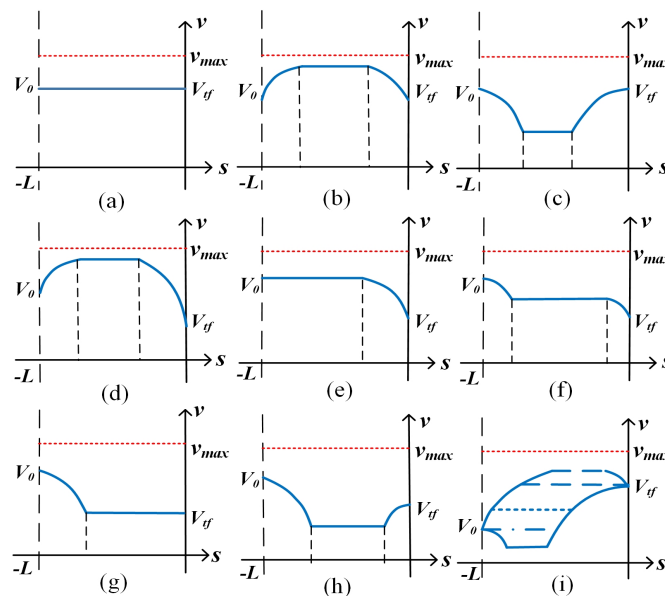 v v v
v_max v_max v_max
V_0 V_tf V_0 V_tf V_0 V_tf
s s s
-L (a) -L (b) -L (c)
v v v
v_max v_max v_max
V_0 V_tf V_0 V_tf V_0 V_tf
s s s
-L (d) -L (e) -L (f)
v v v
v_max v_max v_max
V_0 V_tf V_0 V_tf V_0 V_tf
s s s
-L (g) -L (h) -L (i)